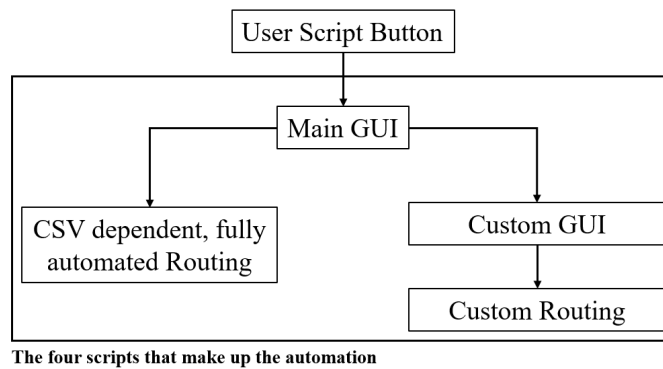 User Script Button
Main GUI
CSV dependent, fully
automated Routing
Custom GUI
Custom Routing
The four scripts that make up the automation